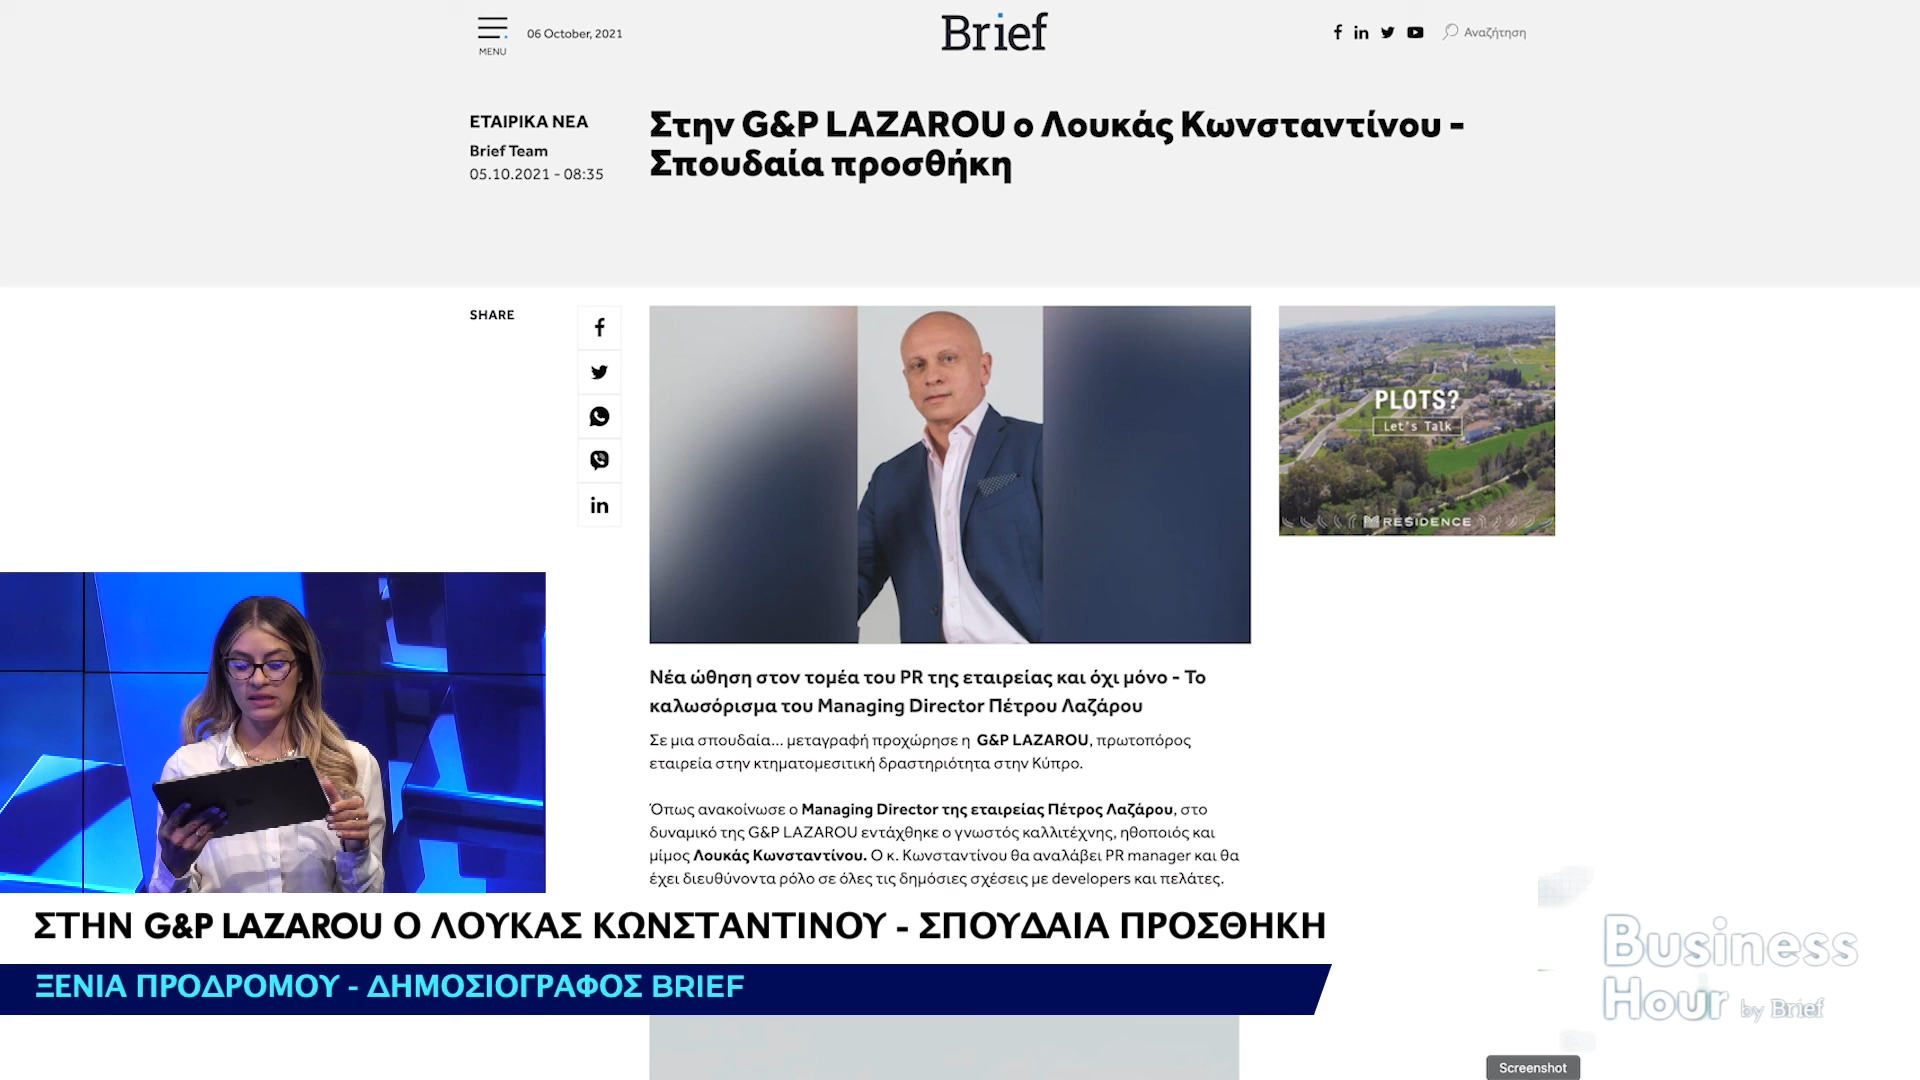 MENU
06 October, 2021
Brief
Αναζήτηση
ΕΤΑΙΡΙΚΑ ΝΕΑ
Brief Team
05.10.2021 - 08:35
Στην G&P LAZAROU ο Λουκάς Κωνσταντίνου -
Σπουδαία προσθήκη
SHARE
PLOTS?
Let's Talk
RESIDENCE
Νέα ώθηση στον τομέα του PR της εταιρείας και όχι μόνο - Το
καλωσόρισμα του Managing Director Πέτρου Λαζάρου
Σε μια σπουδαία... μεταγραφή προχώρησε η G&P LAZAROU, πρωτοπόρος
εταιρεία στην κτηματομεσιτική δραστηριότητα στην Κύπρο.
Όπως ανακοίνωσε ο Managing Director της εταιρείας Πέτρος Λαζάρου, στο
δυναμικό της G&P LAZAROU εντάχθηκε ο γνωστός καλλιτέχνης, ηθοποιός και
μίμος Λουκάς Κωνσταντίνου. Ο κ. Κωνσταντίνου θα αναλάβει PR manager και θα
έχει διευθύνοντα ρόλο σε όλες τις δημόσιες σχέσεις με developers και πελάτες.
ΣΤΗΝ G&P LAZAROU Ο ΛΟΥΚΑΣ ΚΩΝΣΤΑΝΤΙΝΟΥ - ΣΠΟΥΔΑΙΑ ΠΡΟΣΘΗΚΗ
ΞΕΝΙΑ ΠΡΟΔΡΟΜΟΥ - ΔΗΜΟΣΙΟΓΡΑΦΟΣ BRIEF
Business
Hour by Brief
Screenshot